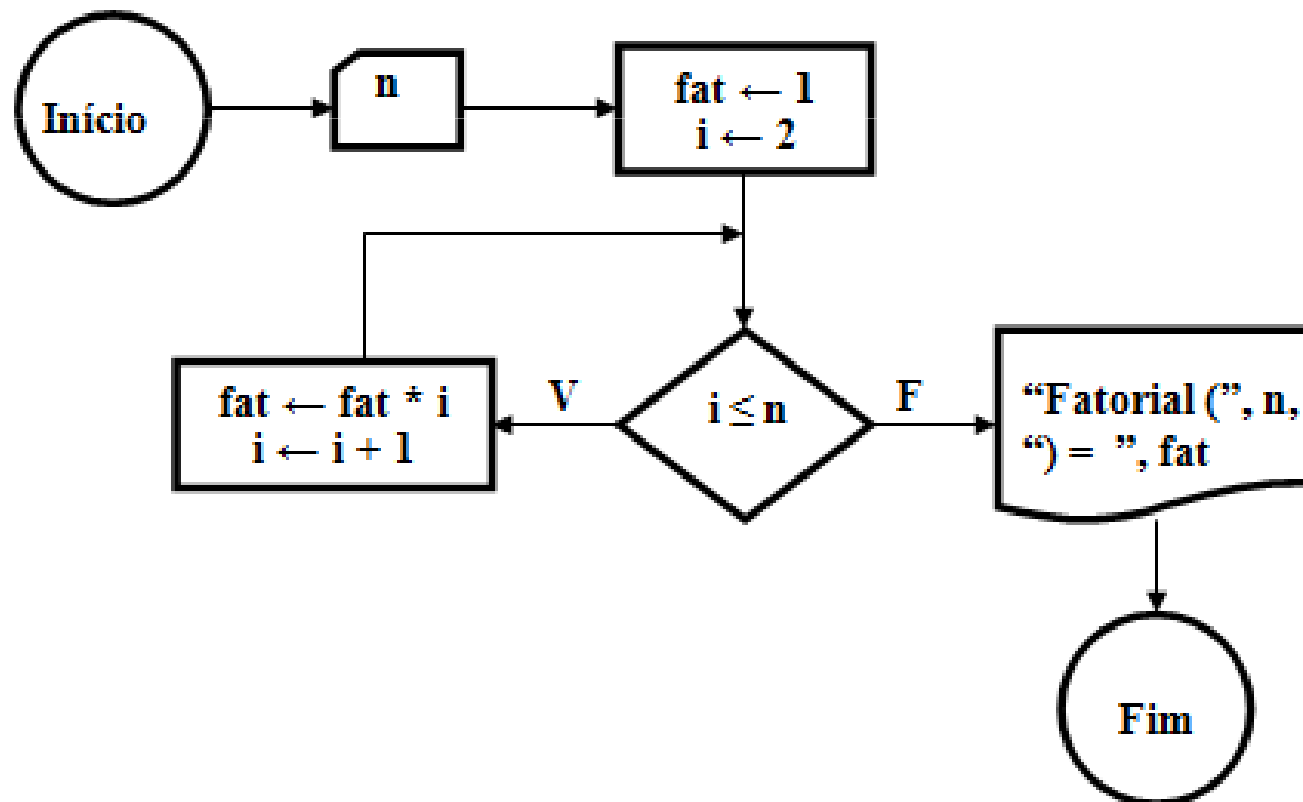 Início
n
fat ← 1
i ← 2
fat ← fat * i
i ← i + 1
V
i ≤ n
F
“Fatorial (”, n,
“) = ”, fat
Fim